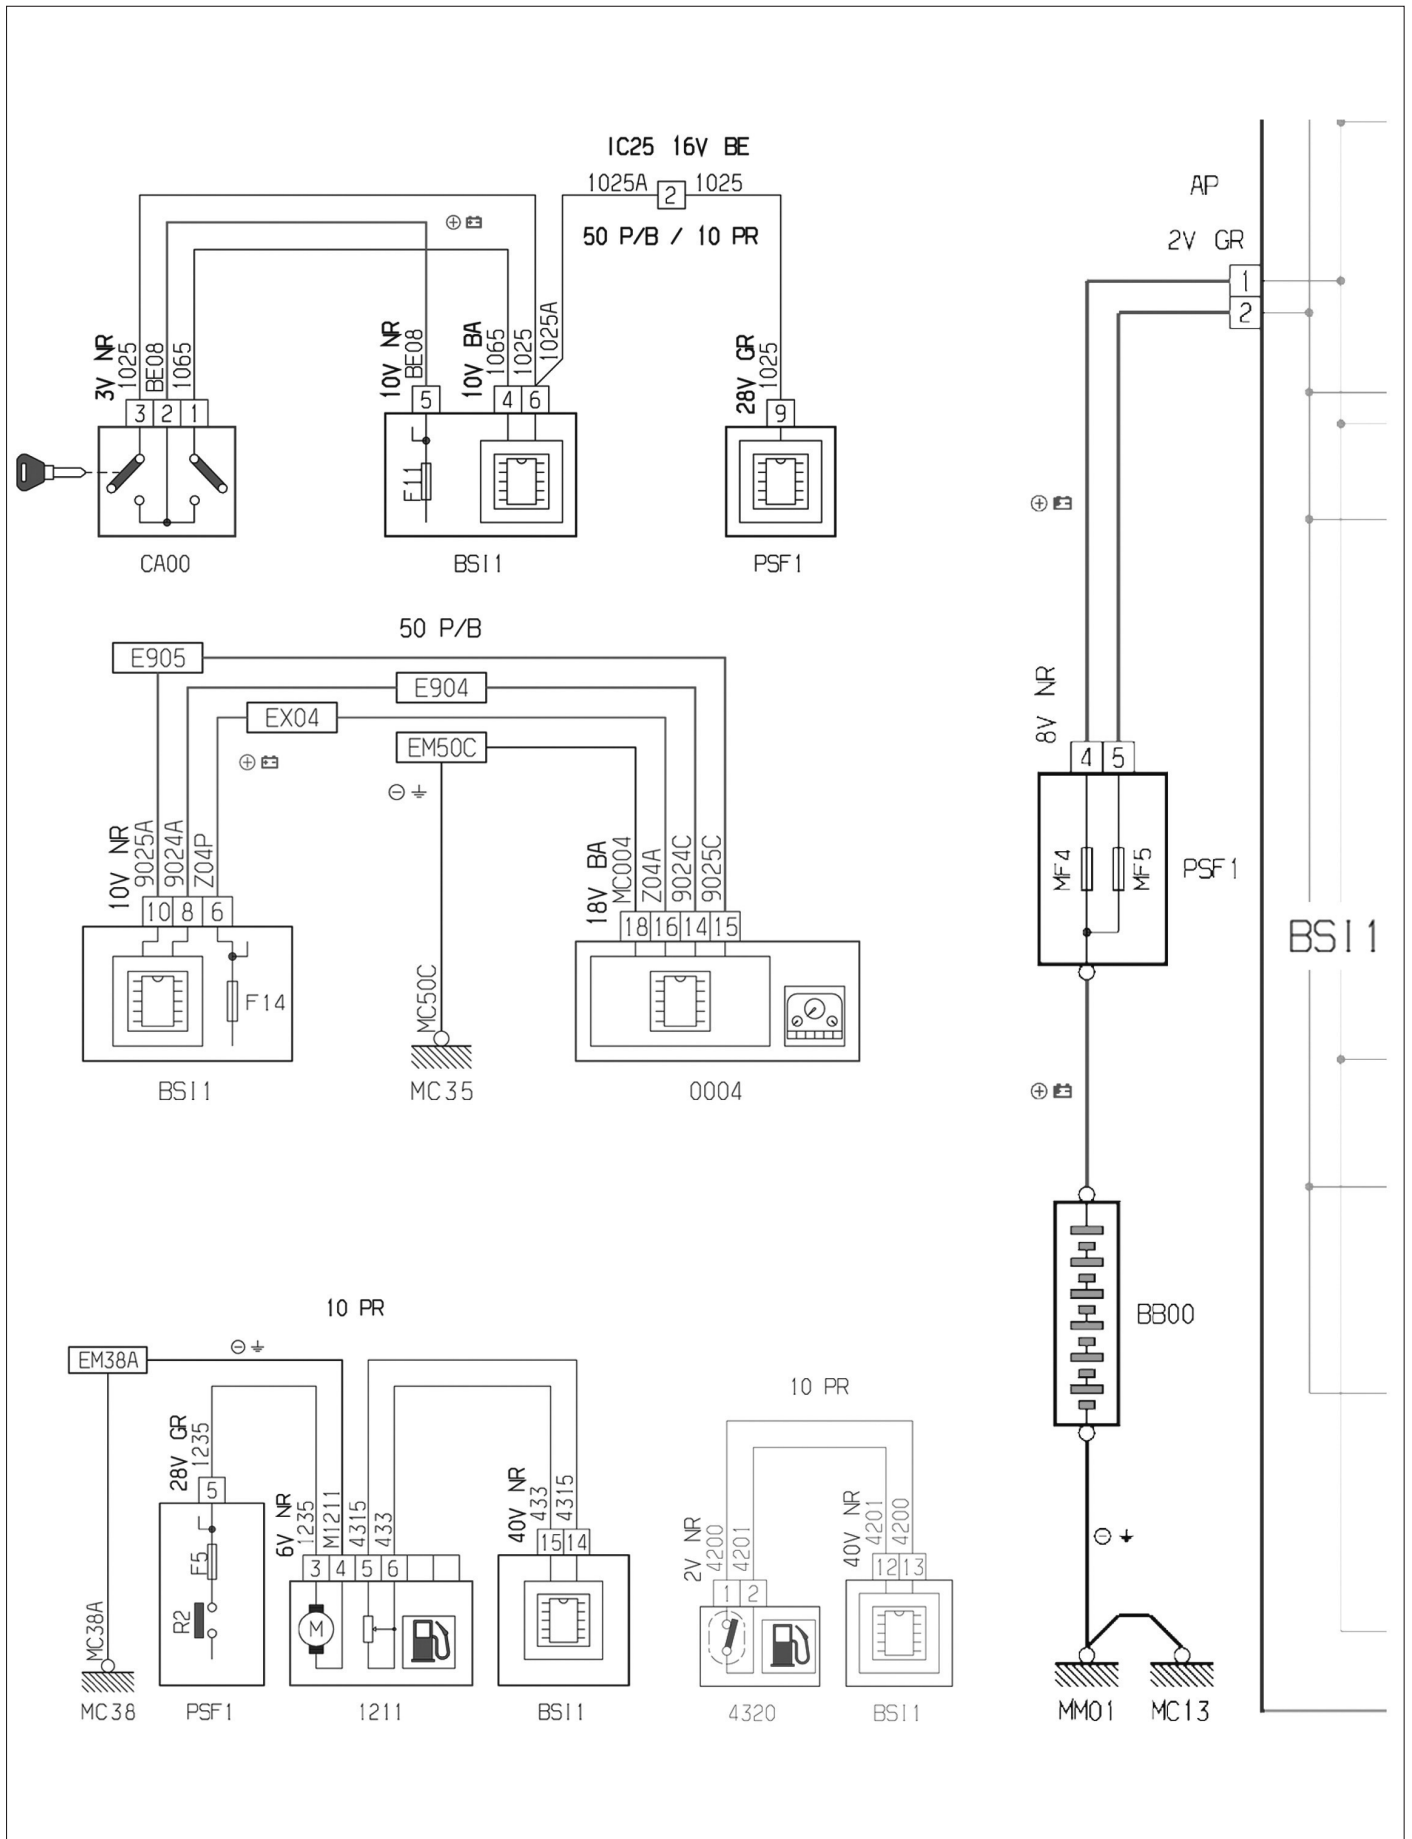 IC25 16V BE
1025A 2 1025
50 P/B / 10 PR
3V NR
1025
BE08
1065
10V NR
BE08
10V BA
1065
1025
1025A
28V GR
1025
3 2 1
5
4 6
9
F11
CA00
BSI1
PSF1
50 P/B
E905
E904
EX04
EM50C
10V NR
9025A
9024A
Z04P
18V BA
MC004
Z04A
9024C
9025C
10 8 6
18 16 14 15
F14
MC50C
BSI1
MC35
0004
10 PR
EM38A
28V GR
1235
5
6V NR
1235
M1211
4315
433
40V NR
433
4315
3 4 5 6
15 14
F5
R2
M
MC38A
MC38
PSF1
1211
BSI1
10 PR
2V NR
4200
4201
40V NR
4201
4200
1 2
12 13
4320
BSI1
AP
2V GR
1
2
8V NR
4 5
MF4
MF5
PSF1
BSI1
BB00
MM01
MC13